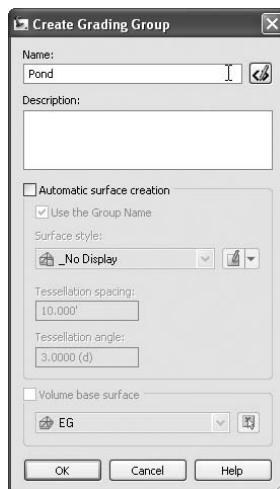 Create Grading Group
Name:
Pond
Description:
Automatic surface creation
Use the Group Name
Surface style:
_No Display
Tessellation spacing:
10.000'
Tessellation angle:
3.0000 (d)
Volume base surface
EG
OK Cancel Help